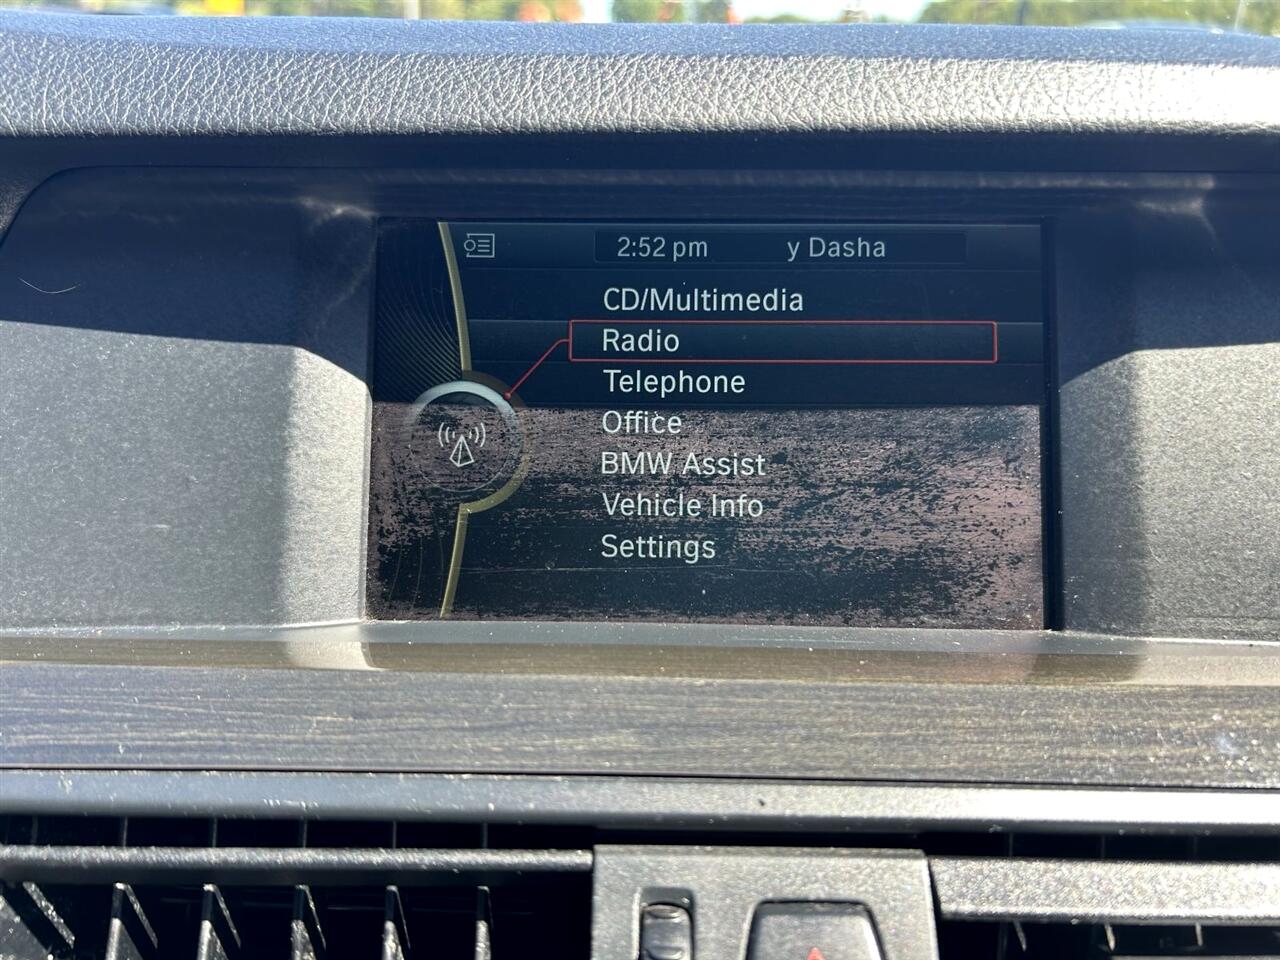 2:52 pm y Dasha
CD/Multimedia
Radio
Telephone
Office
BMW Assist
Vehicle Info
Settings